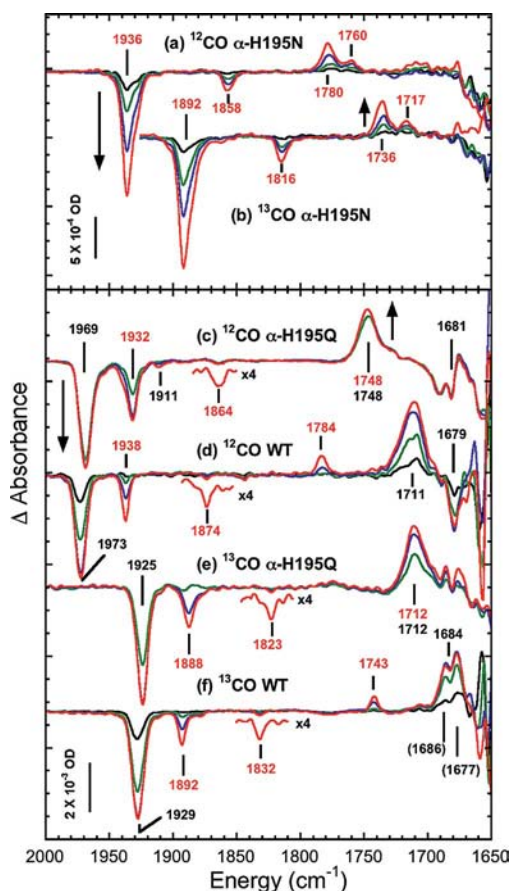 1936
(a) ¹²CO α-H195N
1760
1858
1780
1892
1717
1816
1736
(b) ¹³CO α-H195N
5 X 10⁻⁴ OD
1969
1932
(c) ¹²CO α-H195Q
1681
1911
x4
1748
1748
1864
1938
(d) ¹²CO WT
1784
1679
x4
1711
1874
1973
1925
(e) ¹³CO α-H195Q
x4
1712
1712
1888
1823
1684
(f) ¹³CO WT
1743
x4
(1686)
(1677)
1892
1832
2 X 10⁻³ OD
1929
Δ Absorbance
2000 1950 1900 1850 1800 1750 1700 1650
Energy (cm⁻¹)